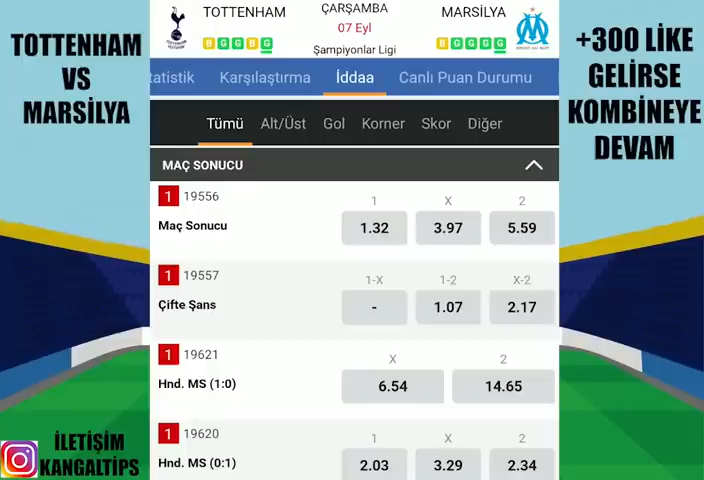 TOTTENHAM
VS
MARSİLYA
TOTTENHAM
B G G B G
ÇARŞAMBA
07 Eyl
Şampiyonlar Ligi
MARSİLYA
B G G G G
+300 LİKE
GELİRSE
KOMBİNEYE
DEVAM
tatistik Karşılaştırma İddaa Canlı Puan Durumu
Tümü Alt/Üst Gol Korner Skor Diğer
MAÇ SONUCU
1 19556
Maç Sonucu
1 X 2
1.32 3.97 5.59
1 19557
Çifte Şans
1-X 1-2 X-2
- 1.07 2.17
1 19621
Hnd. MS (1:0)
X 2
6.54 14.65
1 19620
Hnd. MS (0:1)
1 X 2
2.03 3.29 2.34
İLETİŞİM
KANGALTİPS